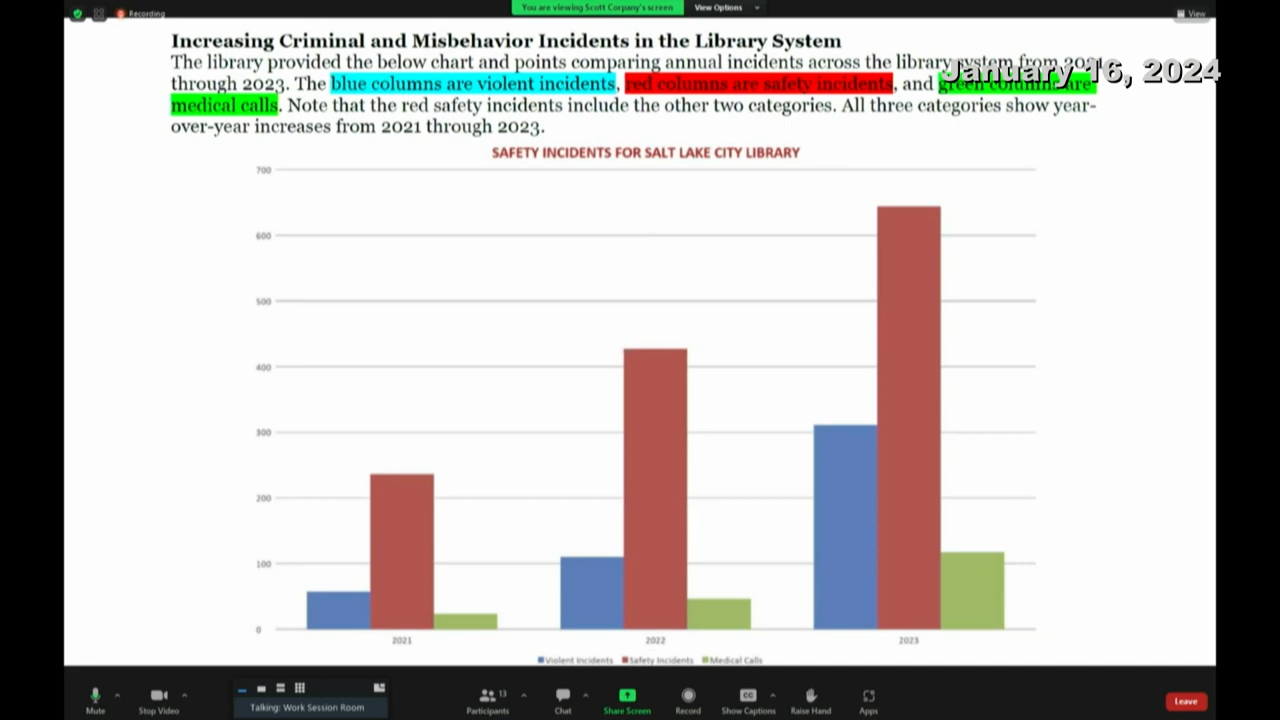 Recording
You are viewing Scott Corpany's screen
View Options
View
January 16, 2024
Increasing Criminal and Misbehavior Incidents in the Library System
The library provided the below chart and points comparing annual incidents across the library system from
through 2023. The blue columns are violent incidents, red columns are safety incidents, and green columns are
medical calls. Note that the red safety incidents include the other two categories. All three categories show year-
over-year increases from 2021 through 2023.
SAFETY INCIDENTS FOR SALT LAKE CITY LIBRARY
700
600
500
400
300
200
100
0
2021 2022 2023
Violent Incidents Safety Incidents Medical Calls
Talking: Work Session Room
Mute
Stop Video
13
Participants
Chat
Share Screen
Record
CC
Show Captions
Raise Hand
Apps
Leave